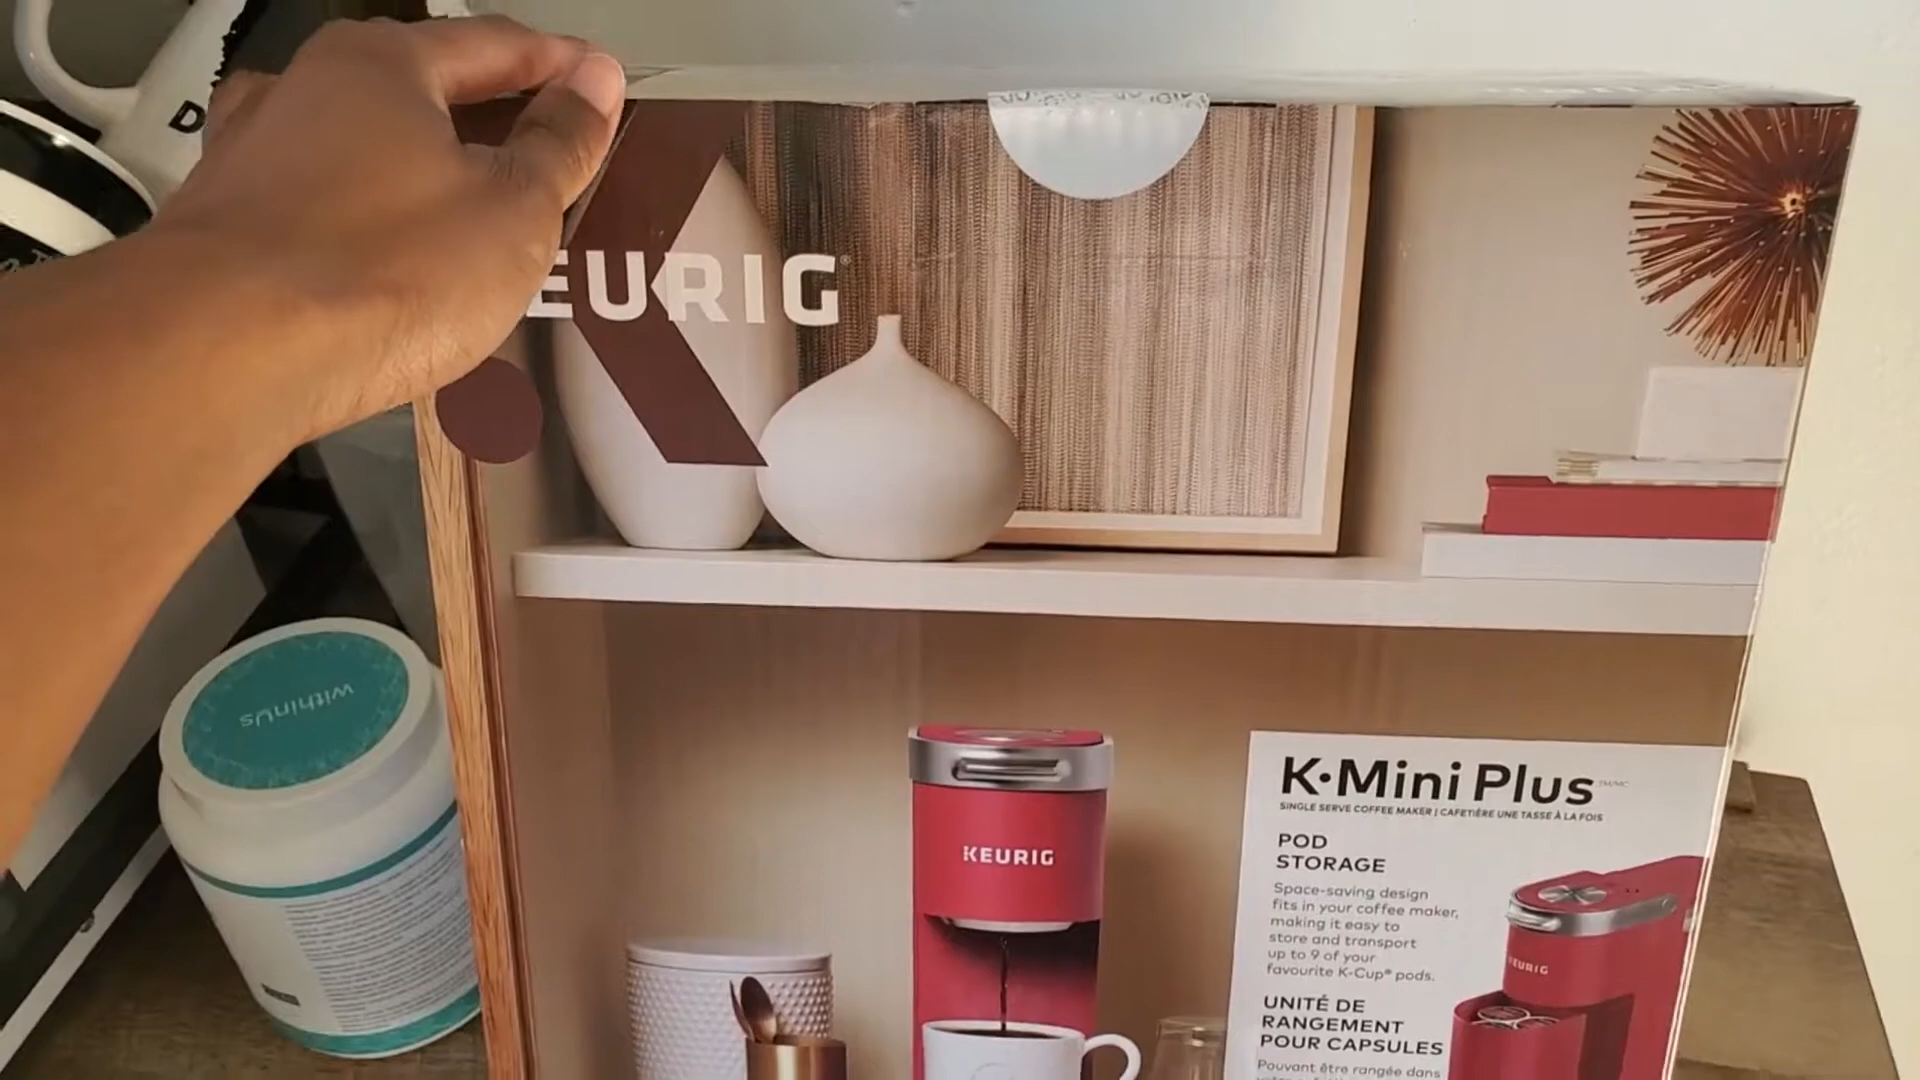 D
EURIG®
withinUs
K•Mini Plus
SINGLE SERVE COFFEE MAKER | CAFETIÈRE UNE TASSE À LA FOIS
KEURIG
POD
STORAGE
Space-saving design
fits in your coffee maker,
making it easy to
store and transport
up to 9 of your
favourite K-Cup® pods.
EURIG
UNITÉ DE
RANGEMENT
POUR CAPSULES
Pouvant être rangée dans